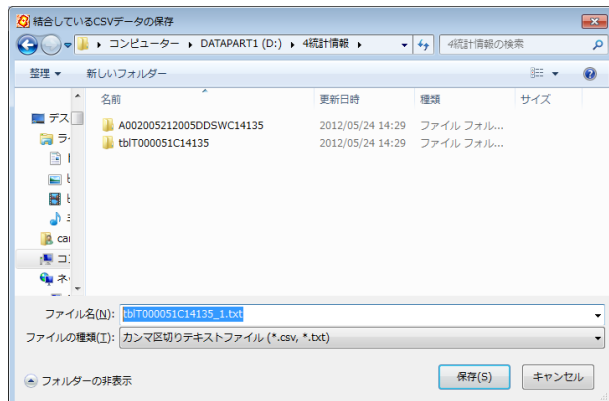 結合しているCSVデータの保存
コンピューター ▸ DATAPART1 (D:) ▸ 4統計情報 ▸
4統計情報の検索
整理 ▼ 新しいフォルダー
名前 更新日時 種類 サイズ
デス
A002005212005DDSWC14135 2012/05/24 14:29 ファイル フォル...
ラ
tblT000051C14135 2012/05/24 14:29 ファイル フォル...
car
コ
ネ
ファイル名(N): tblT000051C14135_1.txt
ファイルの種類(T): カンマ区切りテキストファイル (*.csv, *.txt)
フォルダーの非表示
保存(S) キャンセル